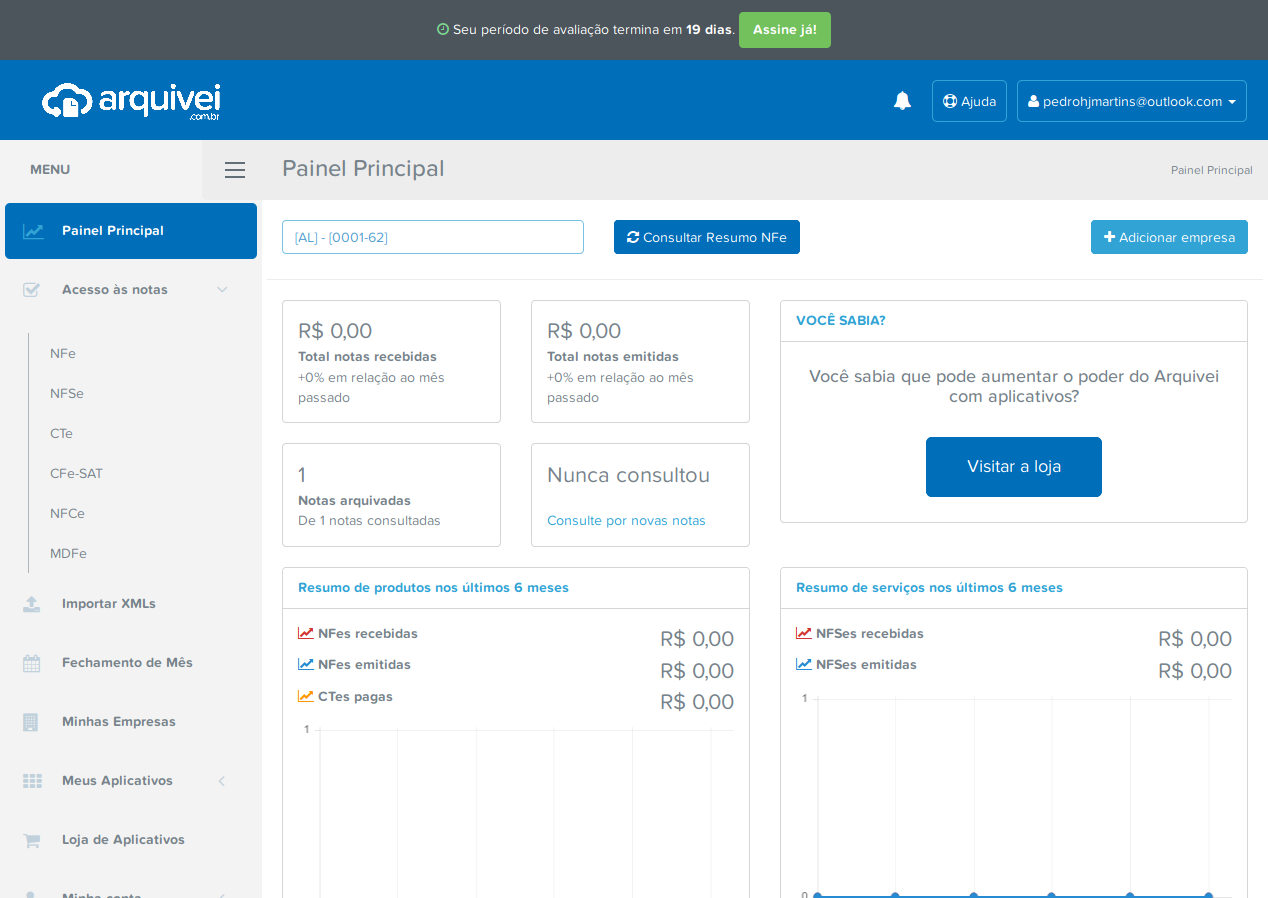 Seu período de avaliação termina em 19 dias. Assine já!
arquivei
.com.br
Ajuda
pedrohjmartins@outlook.com
MENU
Painel Principal
Painel Principal
Painel Principal
Acesso às notas
NFe
NFSe
CTe
CFe-SAT
NFCe
MDFe
Importar XMLs
Fechamento de Mês
Minhas Empresas
Meus Aplicativos
Loja de Aplicativos
Minha conta
[AL] - [0001-62]
Consultar Resumo NFe
Adicionar empresa
R$ 0,00
Total notas recebidas
+0% em relação ao mês
passado
R$ 0,00
Total notas emitidas
+0% em relação ao mês
passado
VOCÊ SABIA?
Você sabia que pode aumentar o poder do Arquivei
com aplicativos?
Visitar a loja
1
Notas arquivadas
De 1 notas consultadas
Nunca consultou
Consulte por novas notas
Resumo de produtos nos últimos 6 meses
NFes recebidas R$ 0,00
NFes emitidas R$ 0,00
CTes pagas R$ 0,00
1
Resumo de serviços nos últimos 6 meses
NFSes recebidas R$ 0,00
NFSes emitidas R$ 0,00
1
0